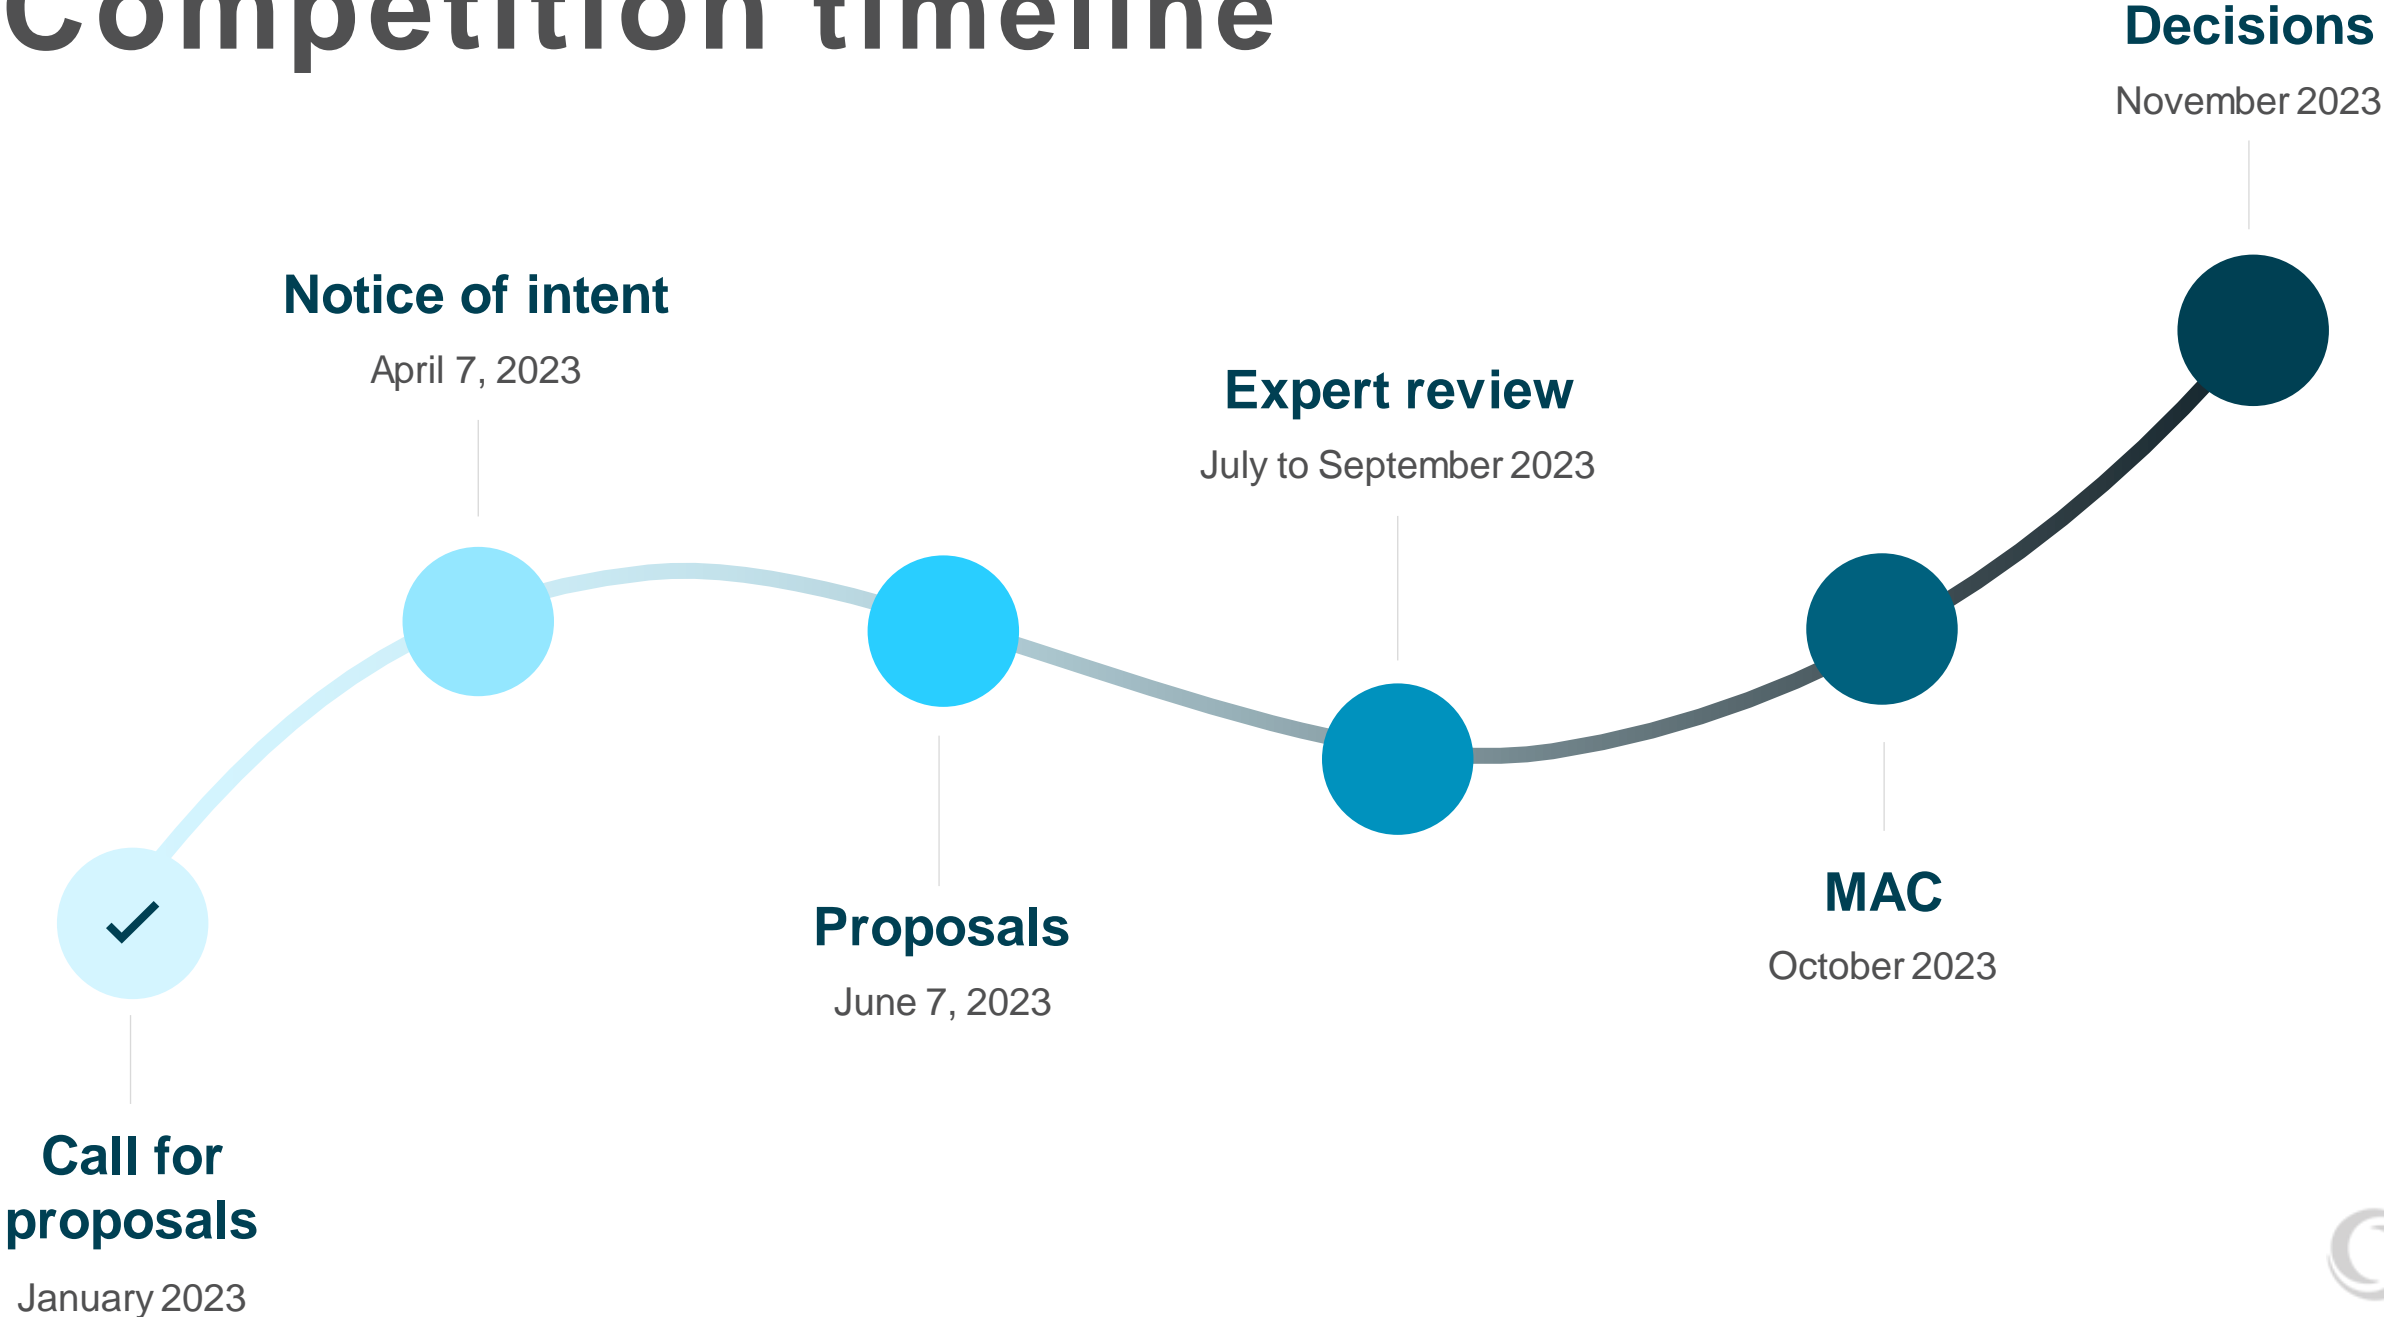 Competition timeline
Call for
proposals
January 2023
Notice of intent
April 7, 2023
Proposals
June 7, 2023
Expert review
July to September 2023
MAC
October 2023
Decisions
November 2023